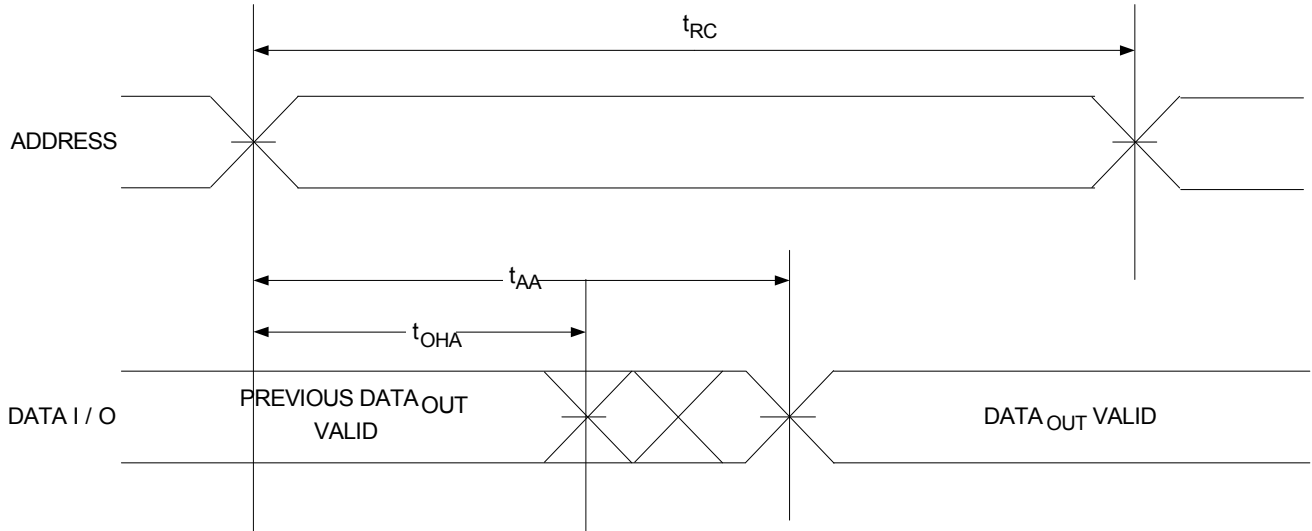 tRC
ADDRESS
tAA
tOHA
DATA I / O
PREVIOUS DATA OUT
VALID
DATA OUT VALID